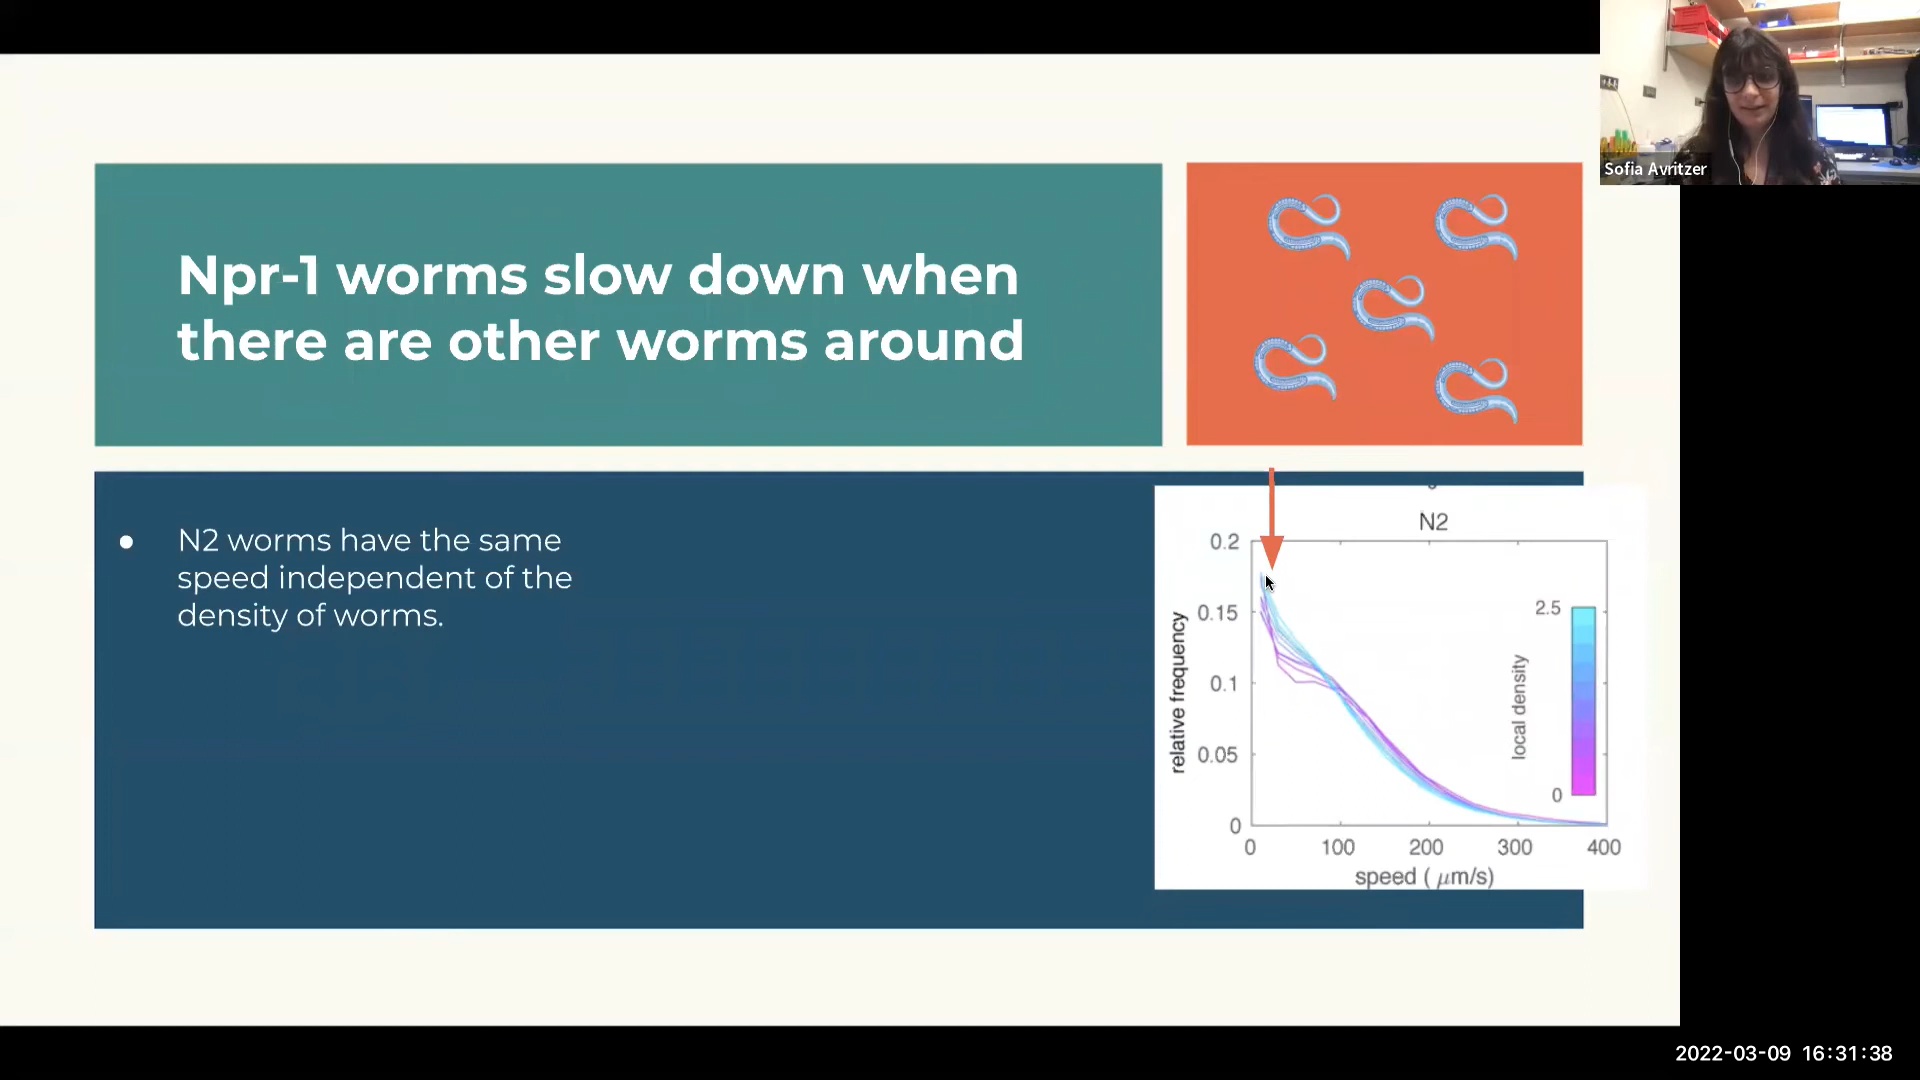 Sofia Avritzer
Npr-1 worms slow down when
there are other worms around
● N2 worms have the same
speed independent of the
density of worms.
N2
0.2
0.15
0.1
0.05
0
relative frequency
2.5
0
local density
0 100 200 300 400
speed ( μm/s)
2022-03-09 16:31:38